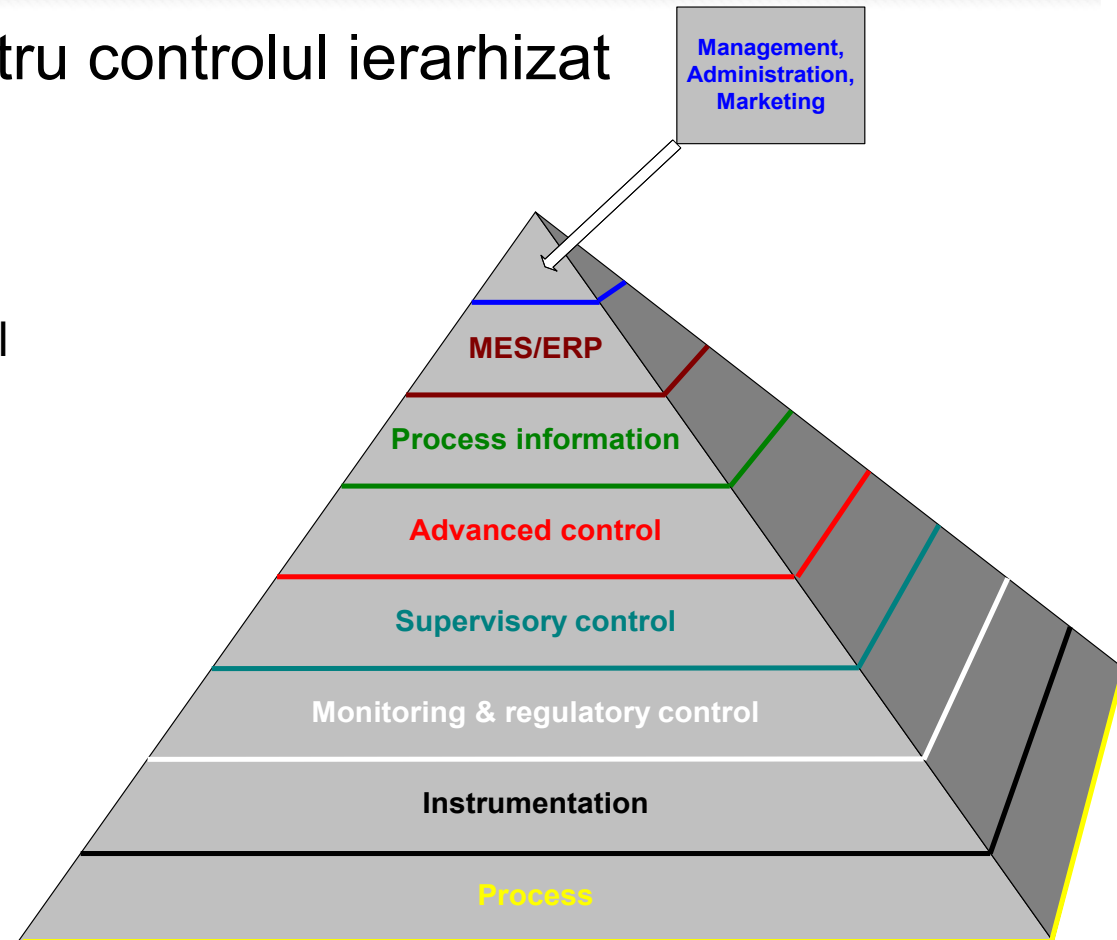 tru controlul ierarhizat
Management,
Administration,
Marketing
l
MES/ERP
Process information
Advanced control
Supervisory control
Monitoring & regulatory control
Instrumentation
Process